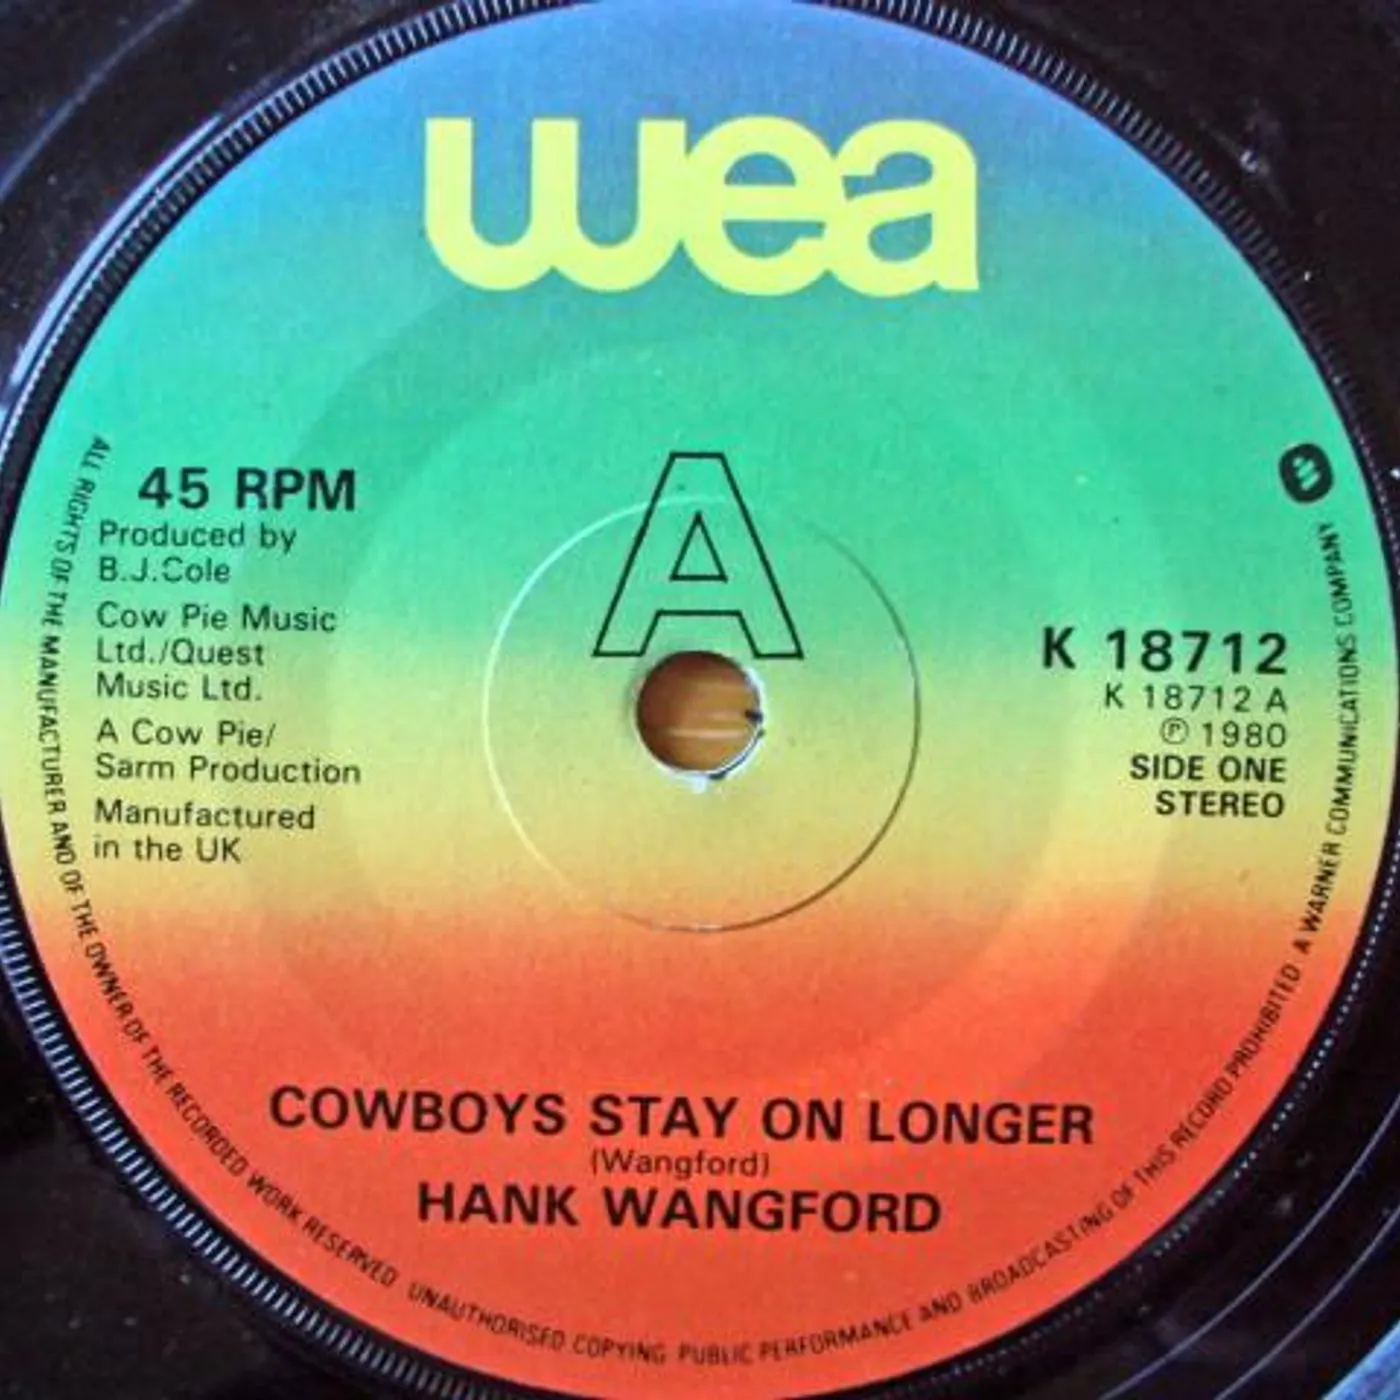 wea
A
45 RPM
Produced by
B.J.Cole
Cow Pie Music
Ltd./Quest
Music Ltd.
A Cow Pie/
Sarm Production
Manufactured
in the UK
K 18712
K 18712 A
℗ 1980
SIDE ONE
STEREO
COWBOYS STAY ON LONGER
(Wangford)
HANK WANGFORD
ALL RIGHTS OF THE MANUFACTURER AND OF THE OWNER OF THE RECORDED WORK RESERVED UNAUTHORISED COPYING PUBLIC PERFORMANCE AND BROADCASTING OF THIS RECORD PROHIBITED A WARNER COMMUNICATIONS COMPANY